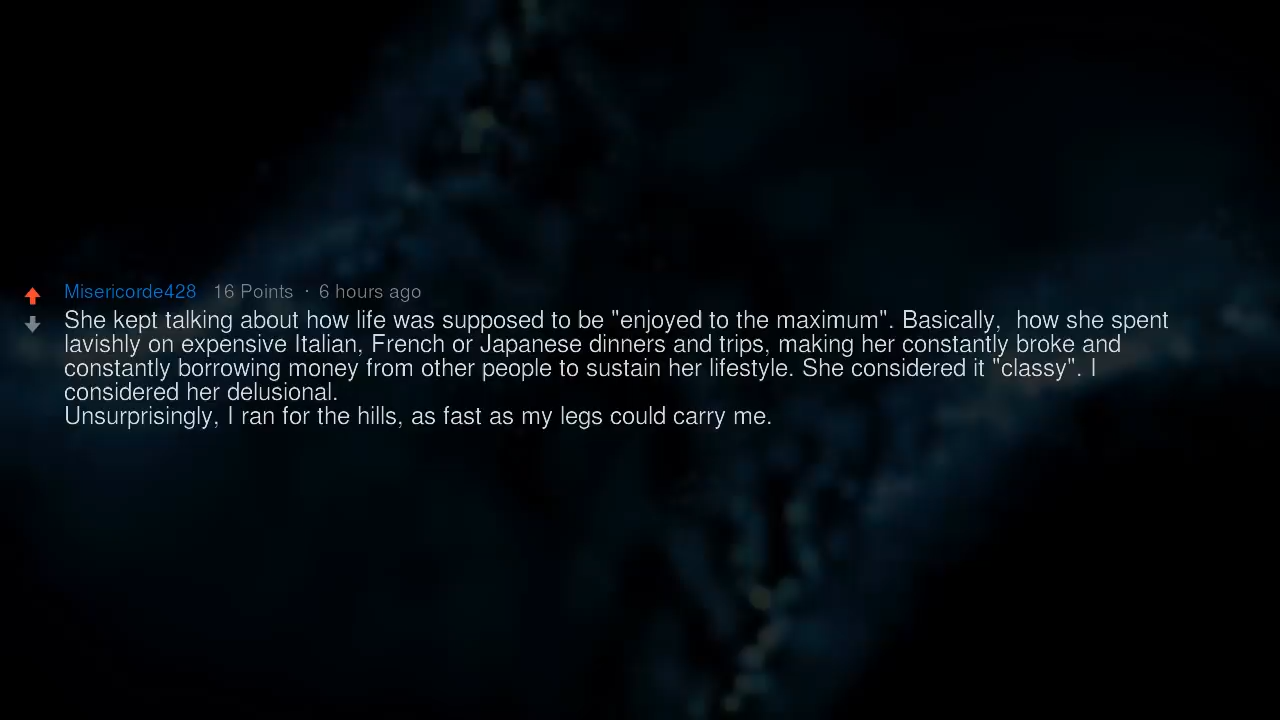 Misericorde428 16 Points · 6 hours ago
She kept talking about how life was supposed to be "enjoyed to the maximum". Basically,  how she spent
lavishly on expensive Italian, French or Japanese dinners and trips, making her constantly broke and
constantly borrowing money from other people to sustain her lifestyle. She considered it "classy". I
considered her delusional.
Unsurprisingly, I ran for the hills, as fast as my legs could carry me.